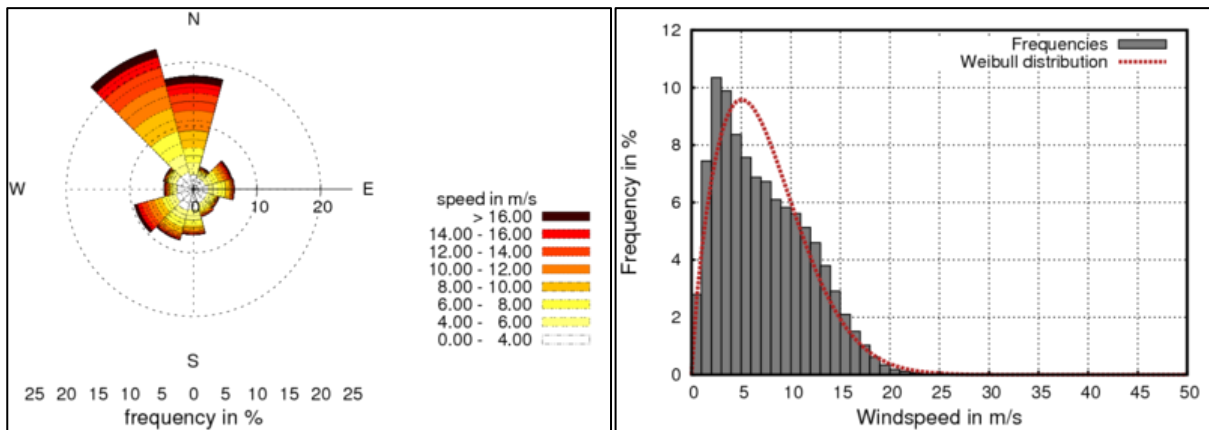 N
W
E
0 10 20
S
25 20 15 10 5 0 5 10 15 20 25
frequency in %
speed in m/s
> 16.00
14.00 - 16.00
12.00 - 14.00
10.00 - 12.00
8.00 - 10.00
6.00 - 8.00
4.00 - 6.00
0.00 - 4.00
Frequency in %
12
10
8
6
4
2
0
Frequencies
Weibull distribution
0 5 10 15 20 25 30 35 40 45 50
Windspeed in m/s